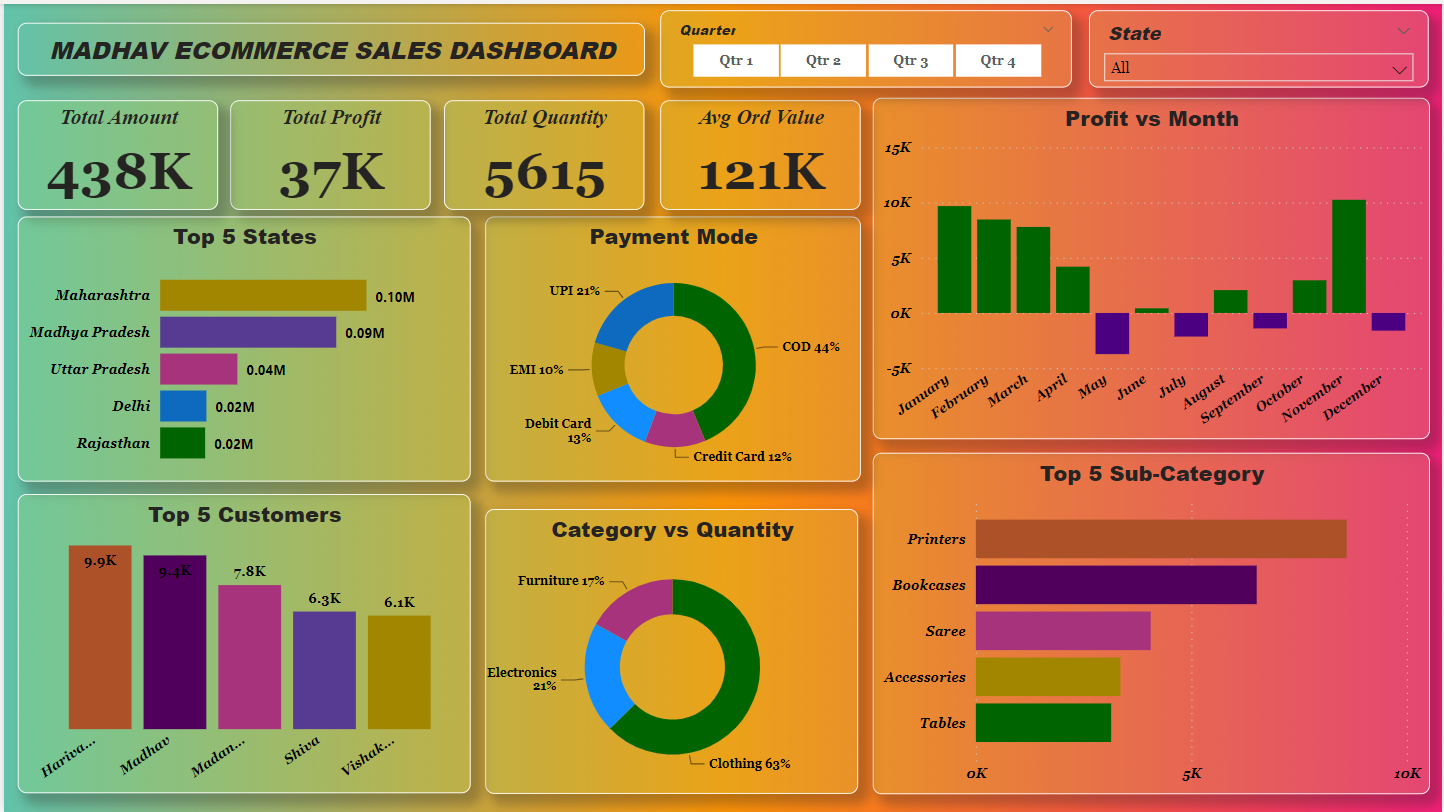 MADHAV ECOMMERCE SALES DASHBOARD
Quarter
Qtr 1
Qtr 2
Qtr 3
Qtr 4
State
All
Total Amount
438K
Total Profit
37K
Total Quantity
5615
Avg Ord Value
121K
Profit vs Month
15K
10K
5K
0K
-5K
January
February
March
April
May
June
July
August
September
October
November
December
Top 5 States
Maharashtra
0.10M
Madhya Pradesh
0.09M
Uttar Pradesh
0.04M
Delhi
0.02M
Rajasthan
0.02M
Payment Mode
UPI 21%
COD 44%
EMI 10%
Debit Card
13%
Credit Card 12%
Top 5 Customers
9.9K
9.4K
7.8K
6.3K
6.1K
Hariva...
Madhav
Madan...
Shiva
Vishak...
Category vs Quantity
Furniture 17%
Electronics
21%
Clothing 63%
Top 5 Sub-Category
Printers
Bookcases
Saree
Accessories
Tables
0K
5K
10K